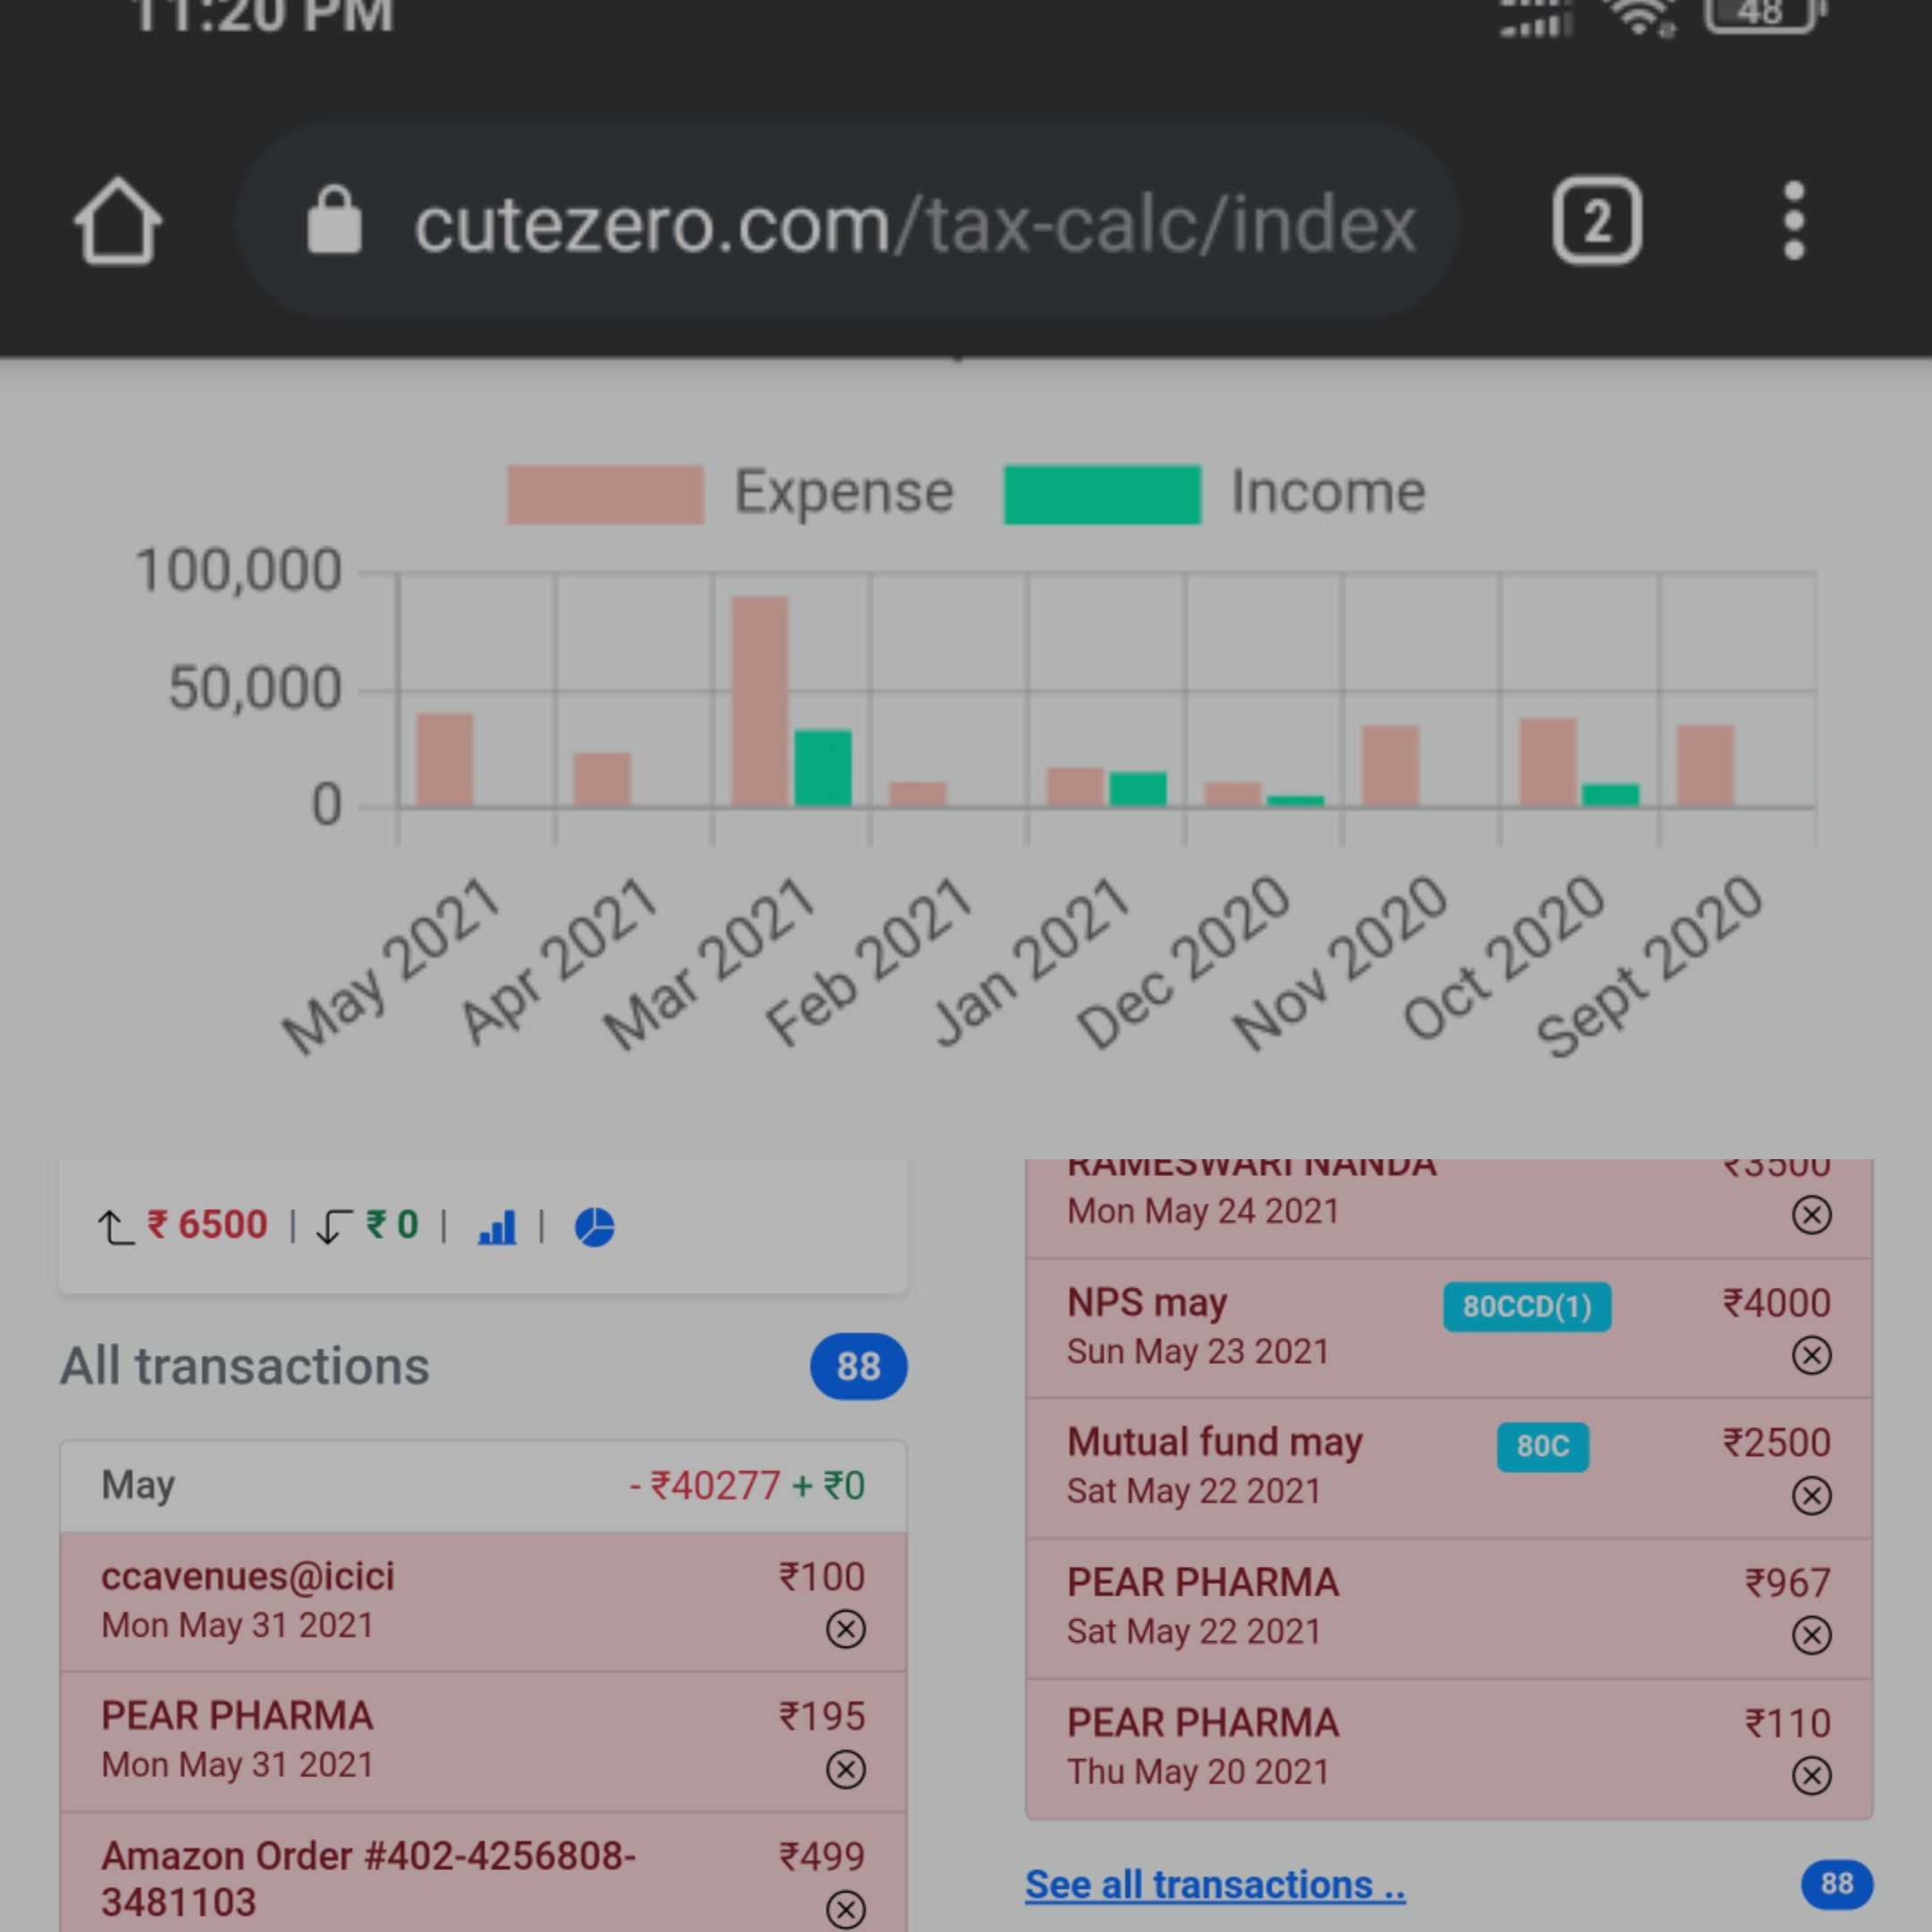 11:20 PM
48
cutezero.com/tax-calc/index
2
Expense
Income
100,000
50,000
0
May 2021
Apr 2021
Mar 2021
Feb 2021
Jan 2021
Dec 2020
Nov 2020
Oct 2020
Sept 2020
₹ 6500 | ₹ 0 | |
All transactions 88
May - ₹40277 + ₹0
ccavenues@icici ₹100
Mon May 31 2021
PEAR PHARMA ₹195
Mon May 31 2021
Amazon Order #402-4256808- ₹499
3481103
RAMESWARI NANDA ₹3500
Mon May 24 2021
NPS may 80CCD(1) ₹4000
Sun May 23 2021
Mutual fund may 80C ₹2500
Sat May 22 2021
PEAR PHARMA ₹967
Sat May 22 2021
PEAR PHARMA ₹110
Thu May 20 2021
See all transactions .. 88